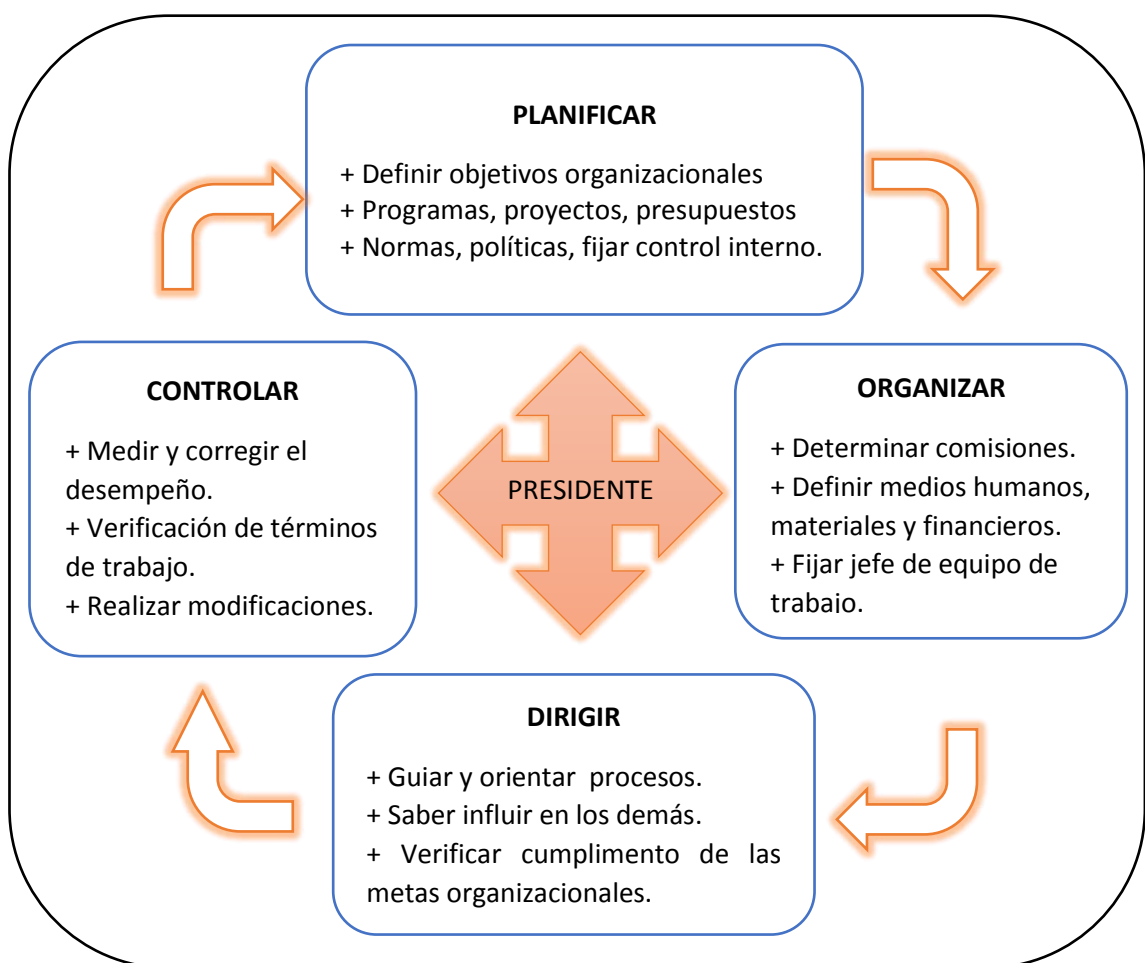 PLANIFICAR
+ Definir objetivos organizacionales
+ Programas, proyectos, presupuestos
+ Normas, políticas, fijar control interno.
CONTROLAR
+ Medir y corregir el
desempeño.
+ Verificación de términos
de trabajo.
+ Realizar modificaciones.
PRESIDENTE
ORGANIZAR
+ Determinar comisiones.
+ Definir medios humanos,
materiales y financieros.
+ Fijar jefe de equipo de
trabajo.
DIRIGIR
+ Guiar y orientar procesos.
+ Saber influir en los demás.
+ Verificar cumplimento de las
metas organizacionales.